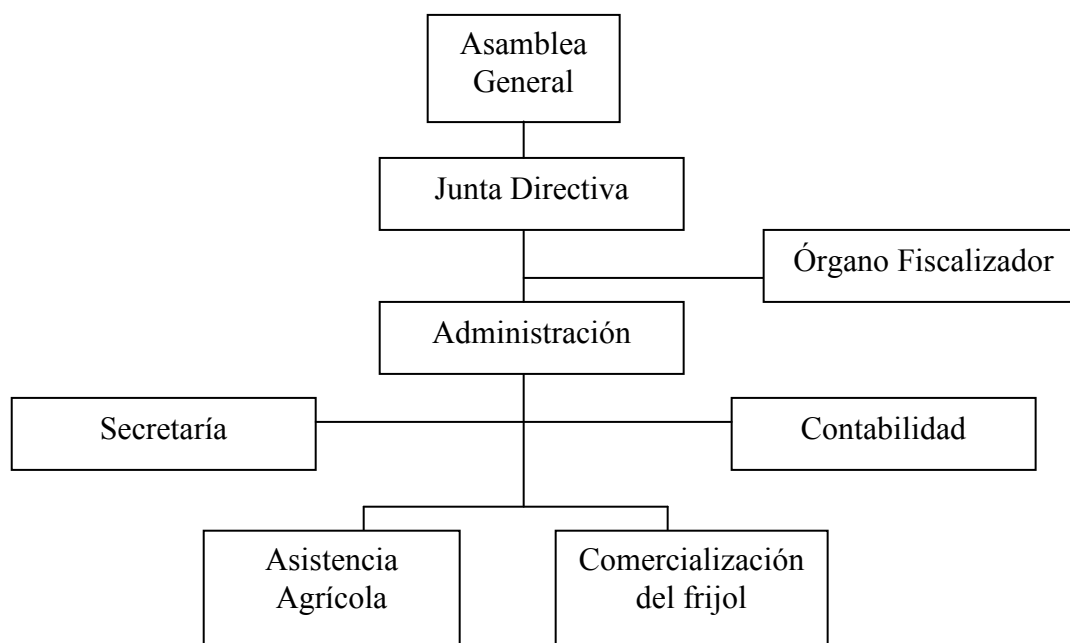 Asamblea
General
Junta Directiva
Órgano Fiscalizador
Administración
Secretaría
Contabilidad
Asistencia
Agrícola
Comercialización
del frijol